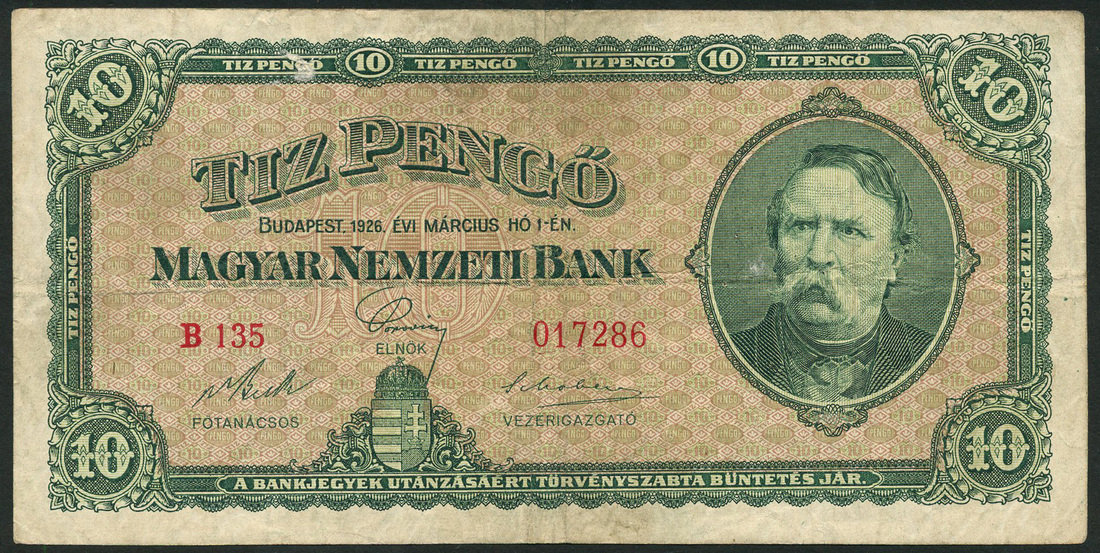 TIZ PENGŐ 10 TIZ PENGŐ TIZ PENGŐ 10 TIZ PENGŐ
10 10
TIZ PENGŐ
BUDAPEST, 1926. ÉVI MÁRCIUS HÓ 1-ÉN.
MAGYAR NEMZETI BANK
TIZ PENGŐ
TIZ PENGŐ
10
B 135 017286
ELNÖK
FŐTANÁCSOS VEZÉRIGAZGATÓ
10 10
A BANKJEGYEK UTÁNZÁSÁÉRT TÖRVÉNYSZABTA BÜNTETÉS JÁR.